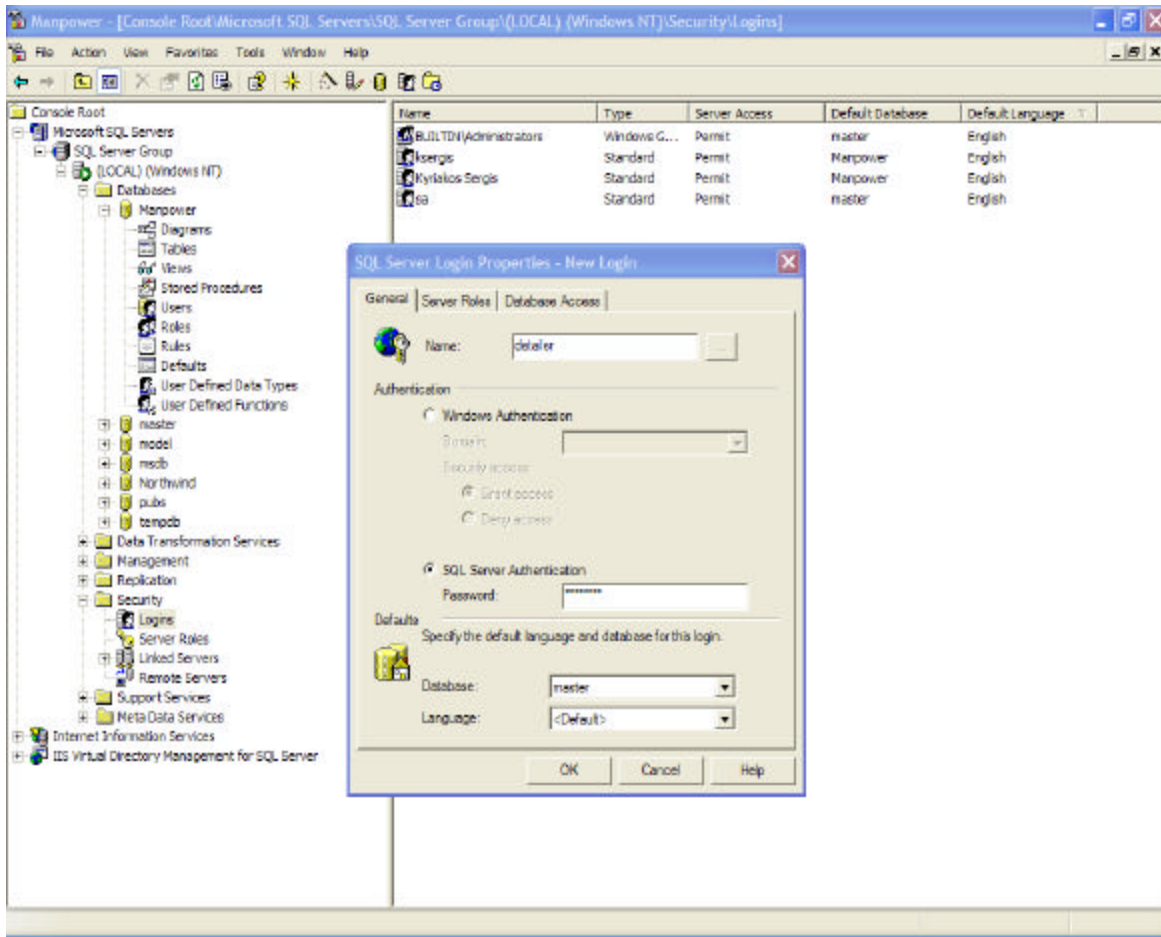 Manpower - [Console Root\Microsoft SQL Servers\SQL Server Group\(LOCAL) (Windows NT)\Security\Logins]
File Action View Favorites Tools Window Help
Console Root
Microsoft SQL Servers
SQL Server Group
(LOCAL) (Windows NT)
Databases
Manpower
Diagrams
Tables
Views
Stored Procedures
Users
Roles
Rules
Defaults
User Defined Data Types
User Defined Functions
master
model
msdb
Northwind
pubs
tempdb
Data Transformation Services
Management
Replication
Security
Logins
Server Roles
Linked Servers
Remote Servers
Support Services
Meta Data Services
Internet Information Services
IIS Virtual Directory Management for SQL Server
Name Type Server Access Default Database Default Language
BUILTIN\Administrators Windows G... Permit master English
ksergis Standard Permit Manpower English
Kyriakos Sergis Standard Permit Manpower English
sa Standard Permit master English
SQL Server Login Properties - New Login
General Server Roles Database Access
Name: detailer ...
Authentication
Windows Authentication
Domain:
Security access:
Grant access
Deny access
SQL Server Authentication
Password: ********
Defaults
Specify the default language and database for this login.
Database: master
Language: <Default>
OK Cancel Help